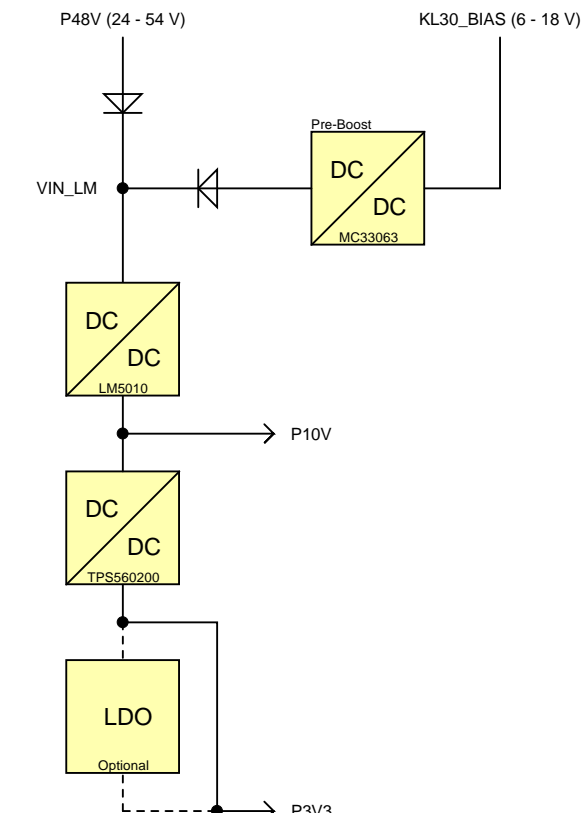 P48V (24 - 54 V)
KL30_BIAS (6 - 18 V)
Pre-Boost
DC
DC
MC33063
VIN_LM
DC
DC
LM5010
P10V
DC
DC
TPS560200
LDO
Optional
P3V3